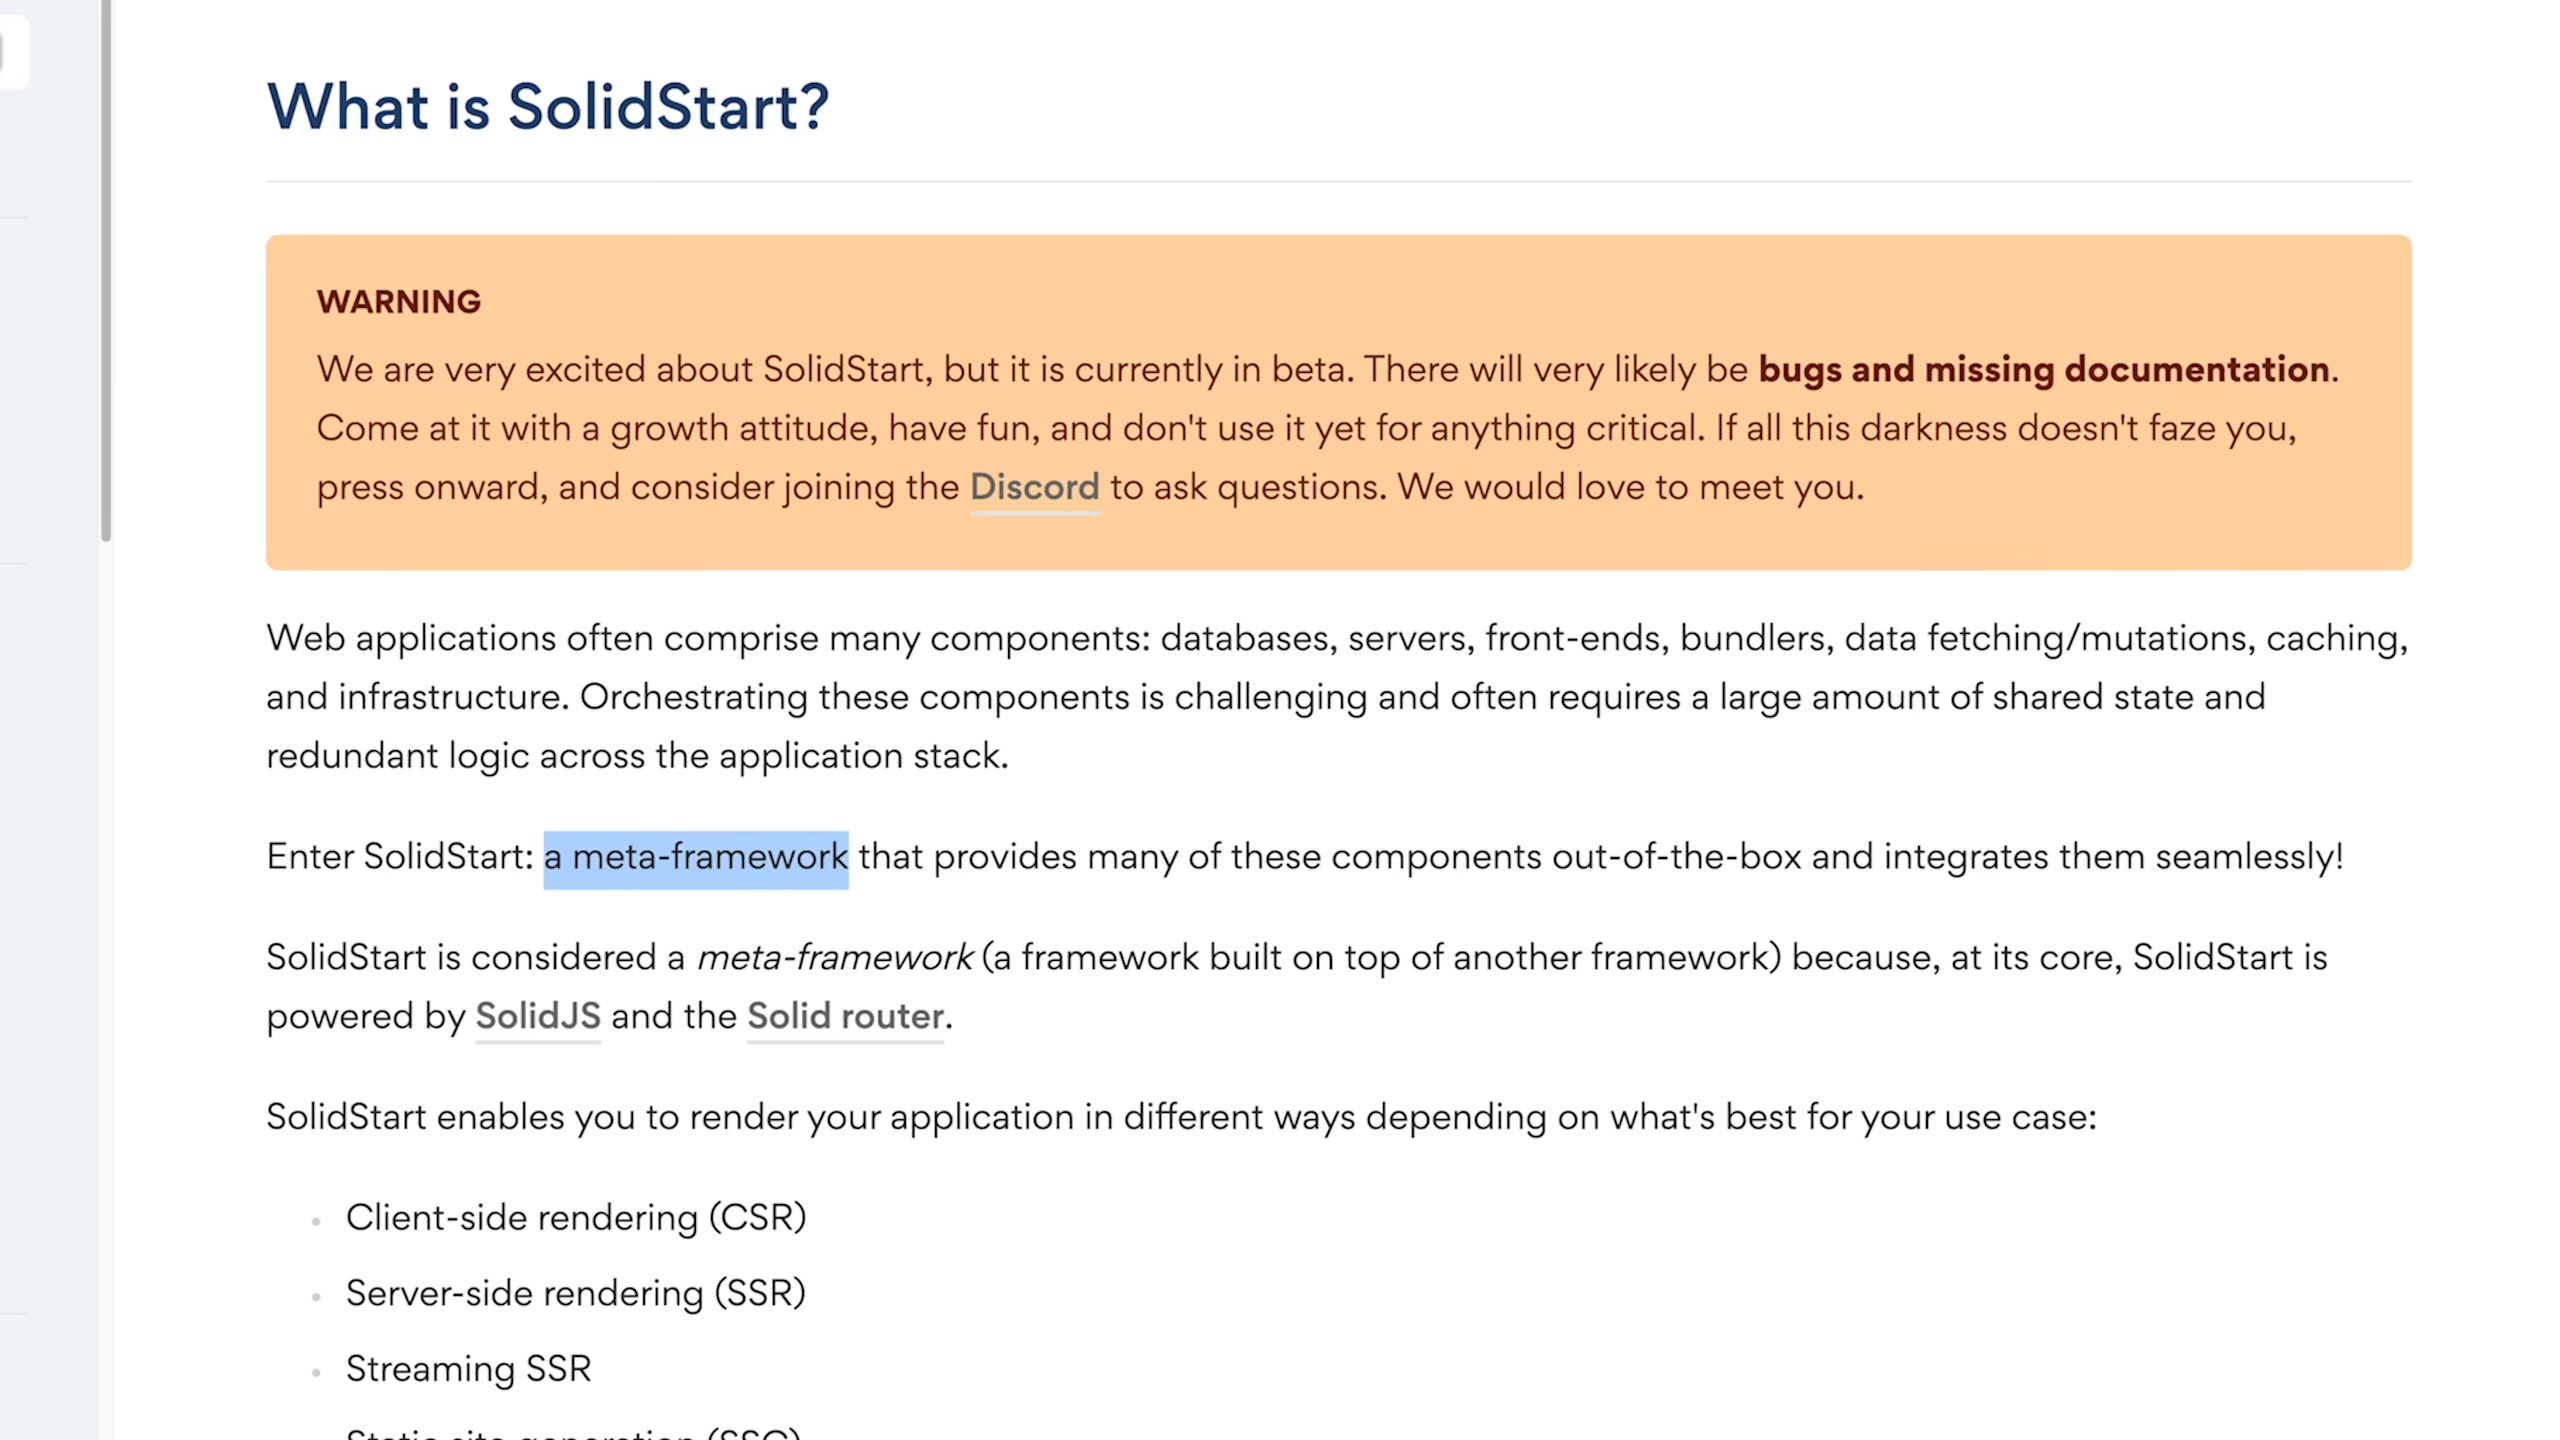 What is SolidStart?
WARNING
We are very excited about SolidStart, but it is currently in beta. There will very likely be bugs and missing documentation.
Come at it with a growth attitude, have fun, and don't use it yet for anything critical. If all this darkness doesn't faze you,
press onward, and consider joining the Discord to ask questions. We would love to meet you.
Web applications often comprise many components: databases, servers, front-ends, bundlers, data fetching/mutations, caching,
and infrastructure. Orchestrating these components is challenging and often requires a large amount of shared state and
redundant logic across the application stack.
Enter SolidStart: a meta-framework that provides many of these components out-of-the-box and integrates them seamlessly!
SolidStart is considered a meta-framework (a framework built on top of another framework) because, at its core, SolidStart is
powered by SolidJS and the Solid router.
SolidStart enables you to render your application in different ways depending on what's best for your use case:
Client-side rendering (CSR)
Server-side rendering (SSR)
Streaming SSR
Static site generation (SSG)